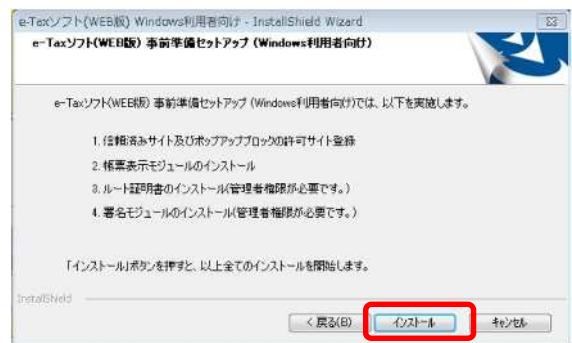 e-Taxソフト(WEB版) Windows利用者向け - InstallShield Wizard
e-Taxソフト(WEB版) 事前準備セットアップ (Windows利用者向け)
e-Taxソフト(WEB版) 事前準備セットアップ (Windows利用者向け)では、以下を実施します。
1. 信頼済みサイト及びポップアップブロックの許可サイト登録
2. 帳票表示モジュールのインストール
3. ルート証明書のインストール(管理者権限が必要です。)
4. 署名モジュールのインストール(管理者権限が必要です。)
「インストール」ボタンを押すと、以上全てのインストールを開始します。
InstallShield
< 戻る(B)
インストール
キャンセル